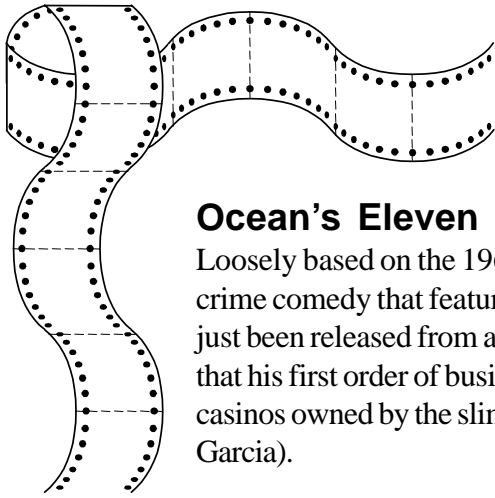 Ocean's Eleven
Loosely based on the 196
crime comedy that featur
just been released from a
that his first order of busi
casinos owned by the slin
Garcia).